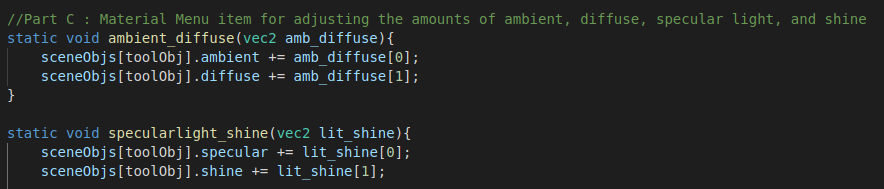 //Part C : Material Menu item for adjusting the amounts of ambient, diffuse, specular light, and shine
static void ambient_diffuse(vec2 amb_diffuse){
    sceneObjs[toolObj].ambient += amb_diffuse[0];
    sceneObjs[toolObj].diffuse += amb_diffuse[1];
}

static void specularlight_shine(vec2 lit_shine){
    sceneObjs[toolObj].specular += lit_shine[0];
    sceneObjs[toolObj].shine += lit_shine[1];